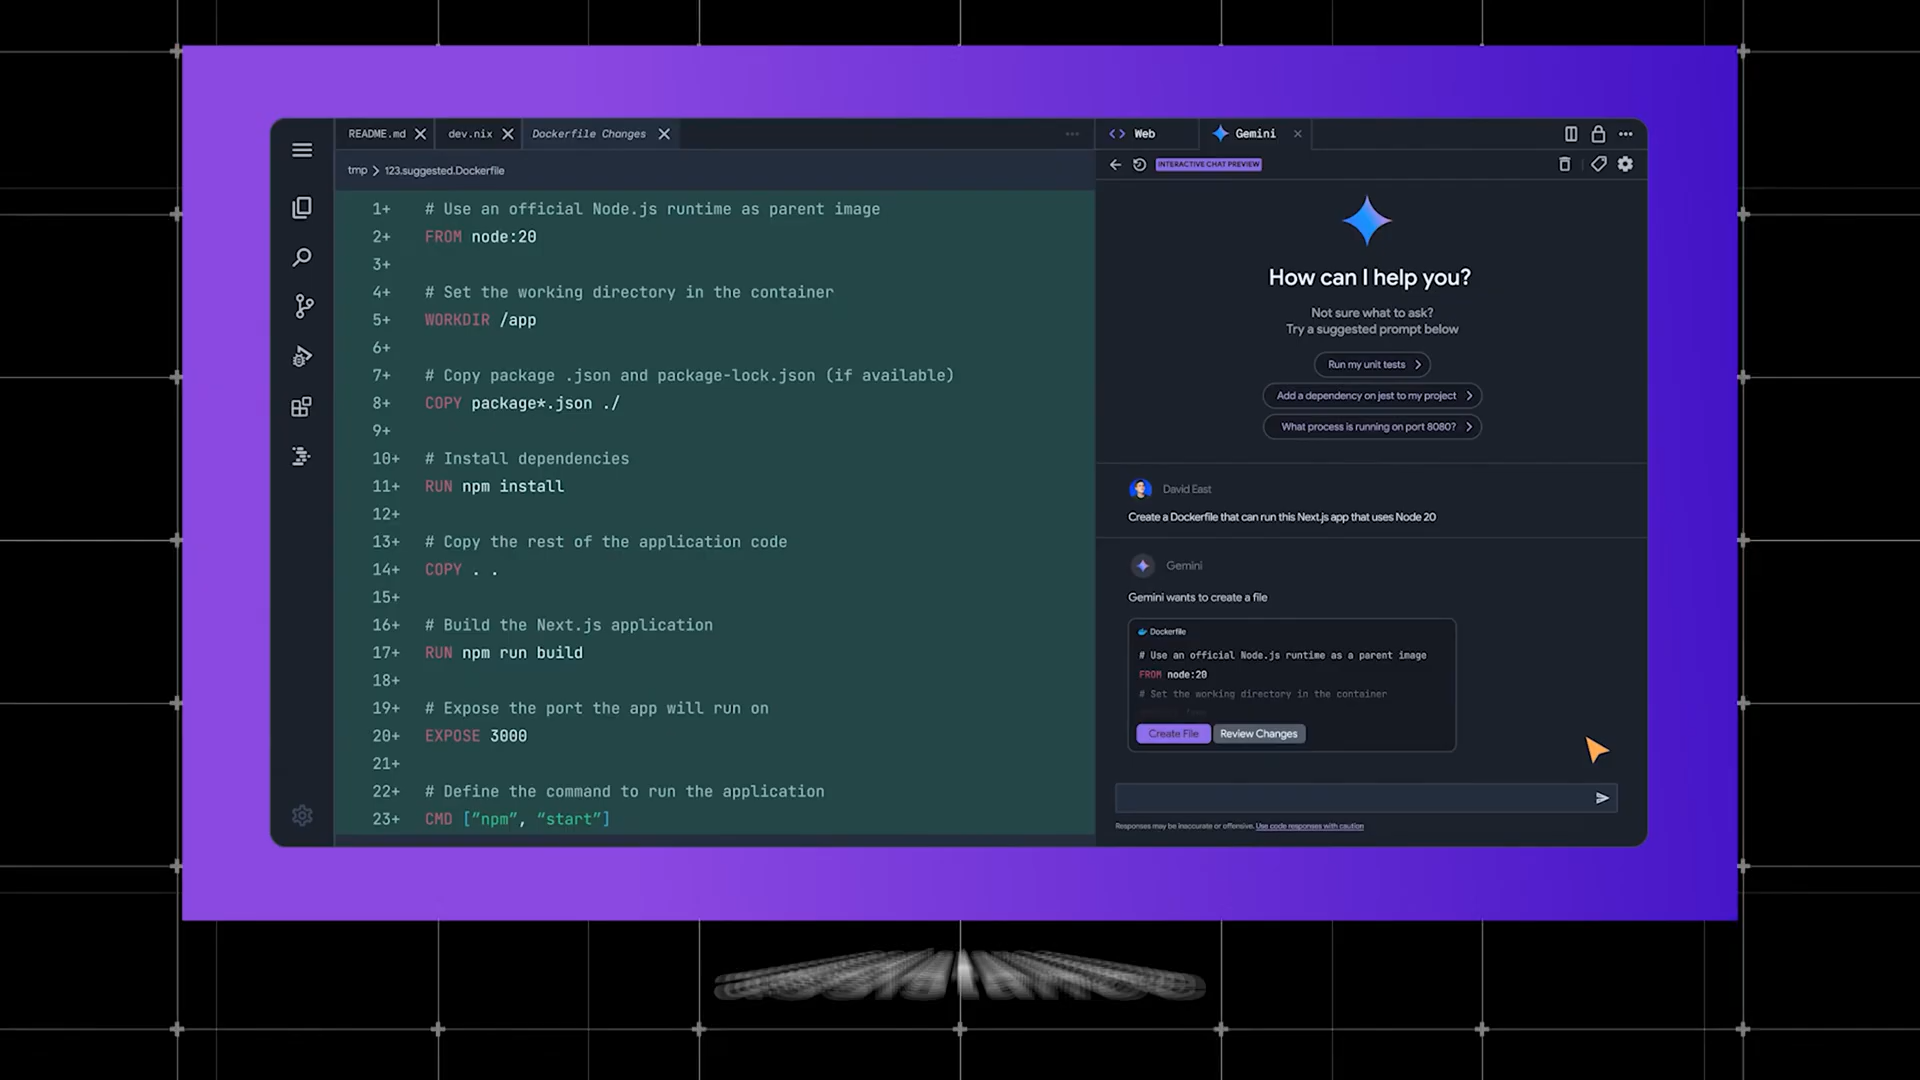 README.md
dev.nix
Dockerfile Changes
tmp > 123.suggested.Dockerfile
1+ # Use an official Node.js runtime as parent image
2+ FROM node:20
3+
4+ # Set the working directory in the container
5+ WORKDIR /app
6+
7+ # Copy package .json and package-lock.json (if available)
8+ COPY package*.json ./
9+
10+ # Install dependencies
11+ RUN npm install
12+
13+ # Copy the rest of the application code
14+ COPY . .
15+
16+ # Build the Next.js application
17+ RUN npm run build
18+
19+ # Expose the port the app will run on
20+ EXPOSE 3000
21+
22+ # Define the command to run the application
23+ CMD [”npm”, “start”]
Web
Gemini
INTERACTIVE CHAT PREVIEW
How can I help you?
Not sure what to ask?
Try a suggested prompt below
Run my unit tests
Add a dependency on jest to my project
What process is running on port 8080?
David East
Create a Dockerfile that can run this Next.js app that uses Node 20
Gemini
Gemini wants to create a file
Dockerfile
# Use an official Node.js runtime as a parent image
FROM node:20
# Set the working directory in the container
Create File
Review Changes
Responses may be inaccurate or offensive. Use code responses with caution